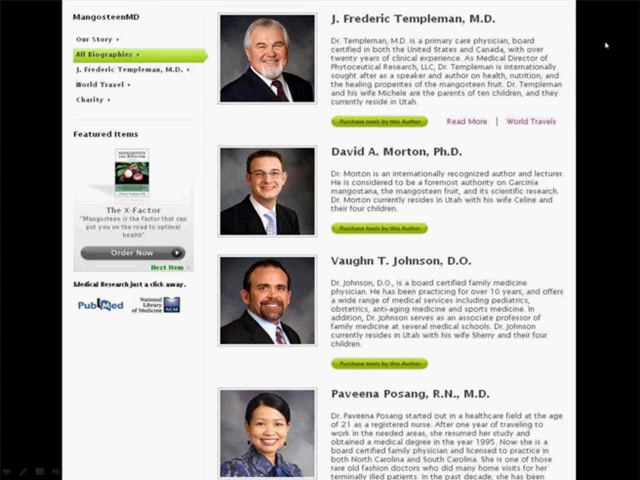 MangosteenMD
Our Story
All Biographies
J. Frederic Templeman, M.D.
World Travel
Charity
Featured Items
MANGOSTEEN
THE X-FACTOR
The X-Factor
"Mangosteen is the factor that can
put you on the road to optimal
health"
Order Now
Next Item
Medical Research just a click away.
PubMed
National
Library
of Medicine
NLM
J. Frederic Templeman, M.D.
Dr. Templeman, M.D. is a primary care physician, board
certified in both the United States and Canada, with over
twenty years of clinical experience. As Medical Director of
Phytoceutical Research, LLC, Dr. Templeman is internationally
sought after as a speaker and author on health, nutrition, and
the healing properties of the mangosteen fruit. Dr. Templeman
and his wife Michele are the parents of ten children, and they
currently reside in Utah.
Purchase tools by this Author
Read More | World Travels
David A. Morton, Ph.D.
Dr. Morton is an internationally recognized author and lecturer.
He is considered to be a foremost authority on Garcinia
mangostana, the mangosteen fruit, and its scientific research.
Dr. Morton currently resides in Utah with his wife Celine and
their four children.
Purchase tools by this Author
Vaughn T. Johnson, D.O.
Dr. Johnson, D.O., is a board certified family medicine
physician. He has been practicing for over 10 years, and offers
a wide range of medical services including pediatrics,
obstetrics, anti-aging medicine and sports medicine. In
addition, Dr. Johnson serves as an associate professor of
family medicine at several medical schools. Dr. Johnson
currently resides in Utah with his wife Sherry and their four
children.
Purchase tools by this Author
Paveena Posang, R.N., M.D.
Dr. Paveena Posang started out in a healthcare field at the age
of 21 as a registered nurse. After one year of traveling to
work in the needed areas, she resumed her study and
obtained a medical degree in the year 1995. Now she is a
board certified family physician and licensed to practice in
both North Carolina and South Carolina. She is one of those
rare old fashion doctors who did many home visits for her
terminally illed patients. In the past decade, she has been